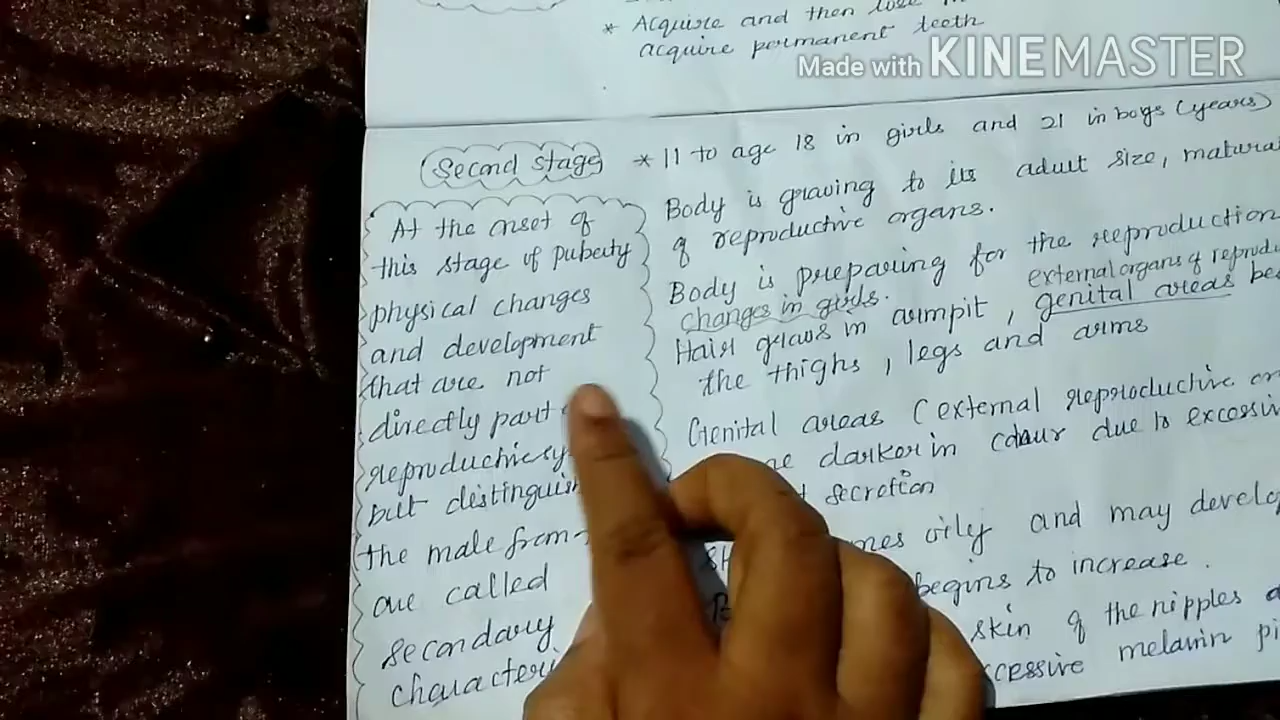 * Acquire and then lose
acquire permanent teeth
Made with KINEMASTER
Second stage
* 11 to age 18 in girls and 21 in boys (years)
At the onset of
this stage of puberty
physical changes
and development
that are not
directly part
reproductive sy
but distinguish
the male from
are called
secondary
characteri
Body is growing to its adult size, matura
of reproductive organs.
Body is preparing for the reproduction
changes in girls.
external organs of reprodu
Hair grows in armpit, genital areas be
the thighs, legs and arms
Genital areas (external reproductive or
darker in colour due to excessi
secretion
mes oily and may develo
begins to increase.
skin of the nipples a
cessive melanin pi